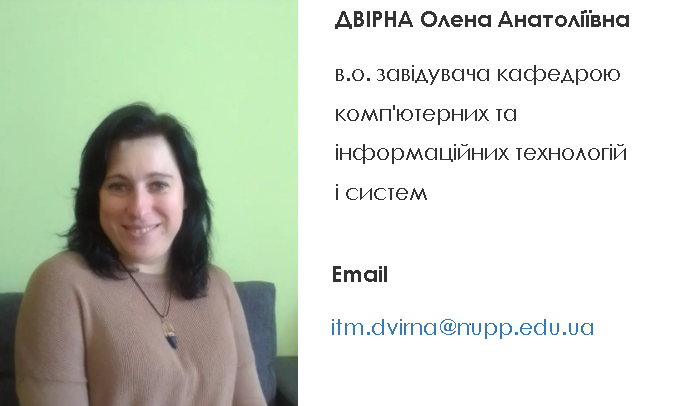 ДВІРНА Олена Анатоліївна
в.о. завідувача кафедрою
комп'ютерних та
інформаційних технологій
і систем
Email
itm.dvirna@nupp.edu.ua